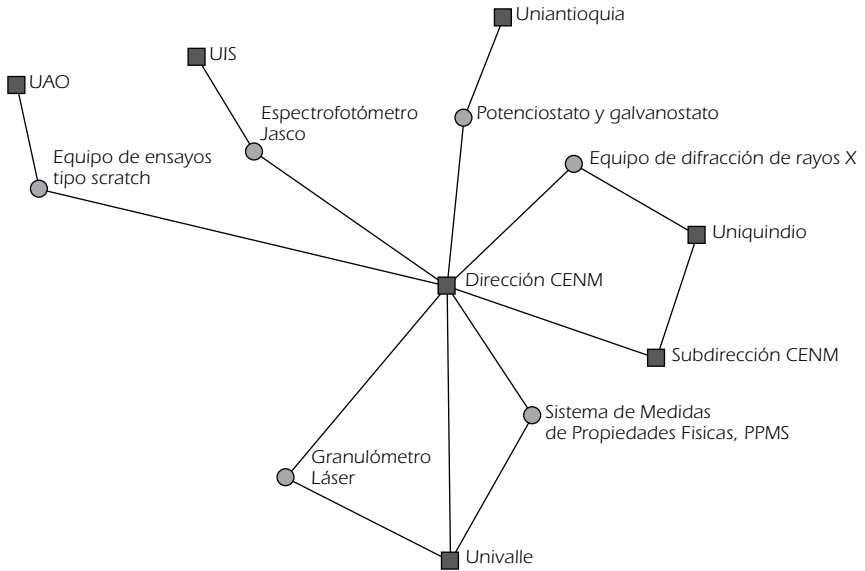 Uniantioquia
UIS
UAO
Espectrofotómetro
Jasco
Potenciostato y galvanostato
Equipo de ensayos
tipo scratch
Equipo de difracción de rayos X
Uniquindio
Dirección CENM
Subdirección CENM
Sistema de Medidas
de Propiedades Fisicas, PPMS
Granulómetro
Láser
Univalle